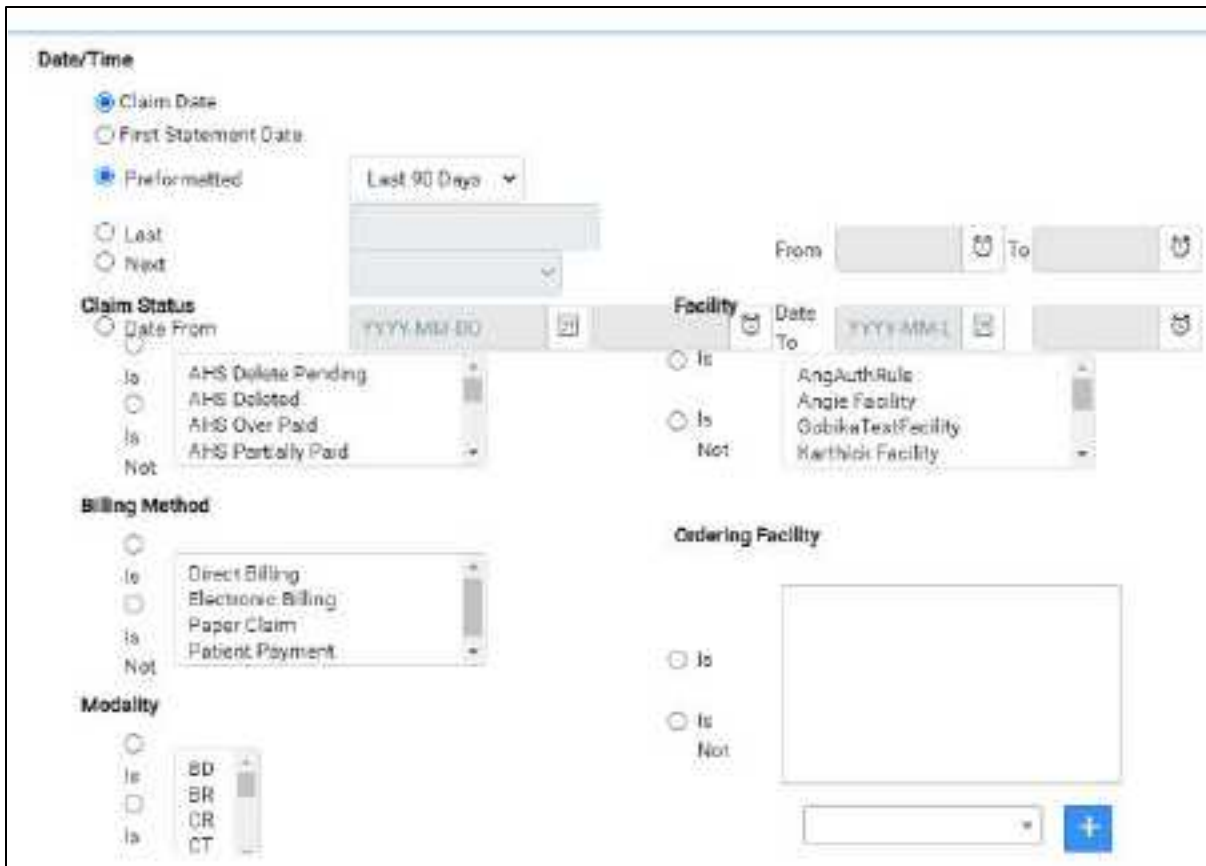 Date/Time
Claim Date
First Statement Date
Preformatted Last 90 Days
Last
From To
Next
Claim Status Facility
Date From YYYY-MM-DD Date To YYYY-MM-
Is
AHS Delete Pending
AHS Deleted
AHS Over Paid
AHS Partially Paid
Is Not
Is
AngAuthRule
Angie Facility
GobikaTestFacility
Karthick Facility
Is Not
Billing Method
Is
Direct Billing
Electronic Billing
Paper Claim
Patient Payment
Is Not
Ordering Facility
Is
Is Not
Modality
Is
BD
BR
CR
CT
Is